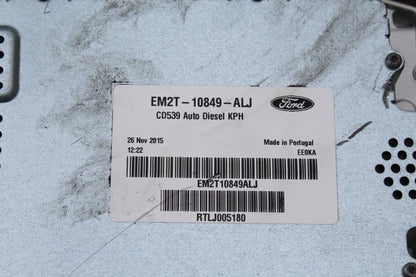 EM2T-10849-ALJ
Ford
CD539 Auto Diesel KPH
26 Nov 2015
Made in Portugal
12:22
EE0KA
EM2T10849ALJ
RTLJ005180